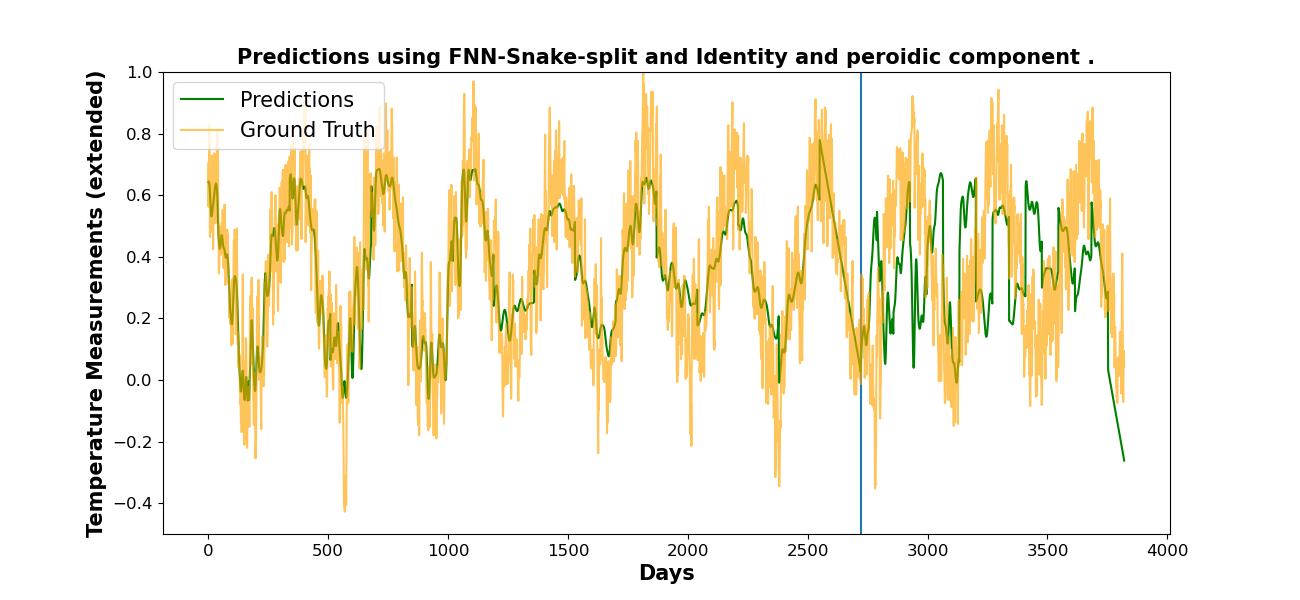 Predictions using FNN-Snake-split and Identity and peroidic component .
Temperature Measurements (extended)
1.0
0.8
0.6
0.4
0.2
0.0
−0.2
−0.4
Predictions
Ground Truth
0 500 1000 1500 2000 2500 3000 3500 4000
Days